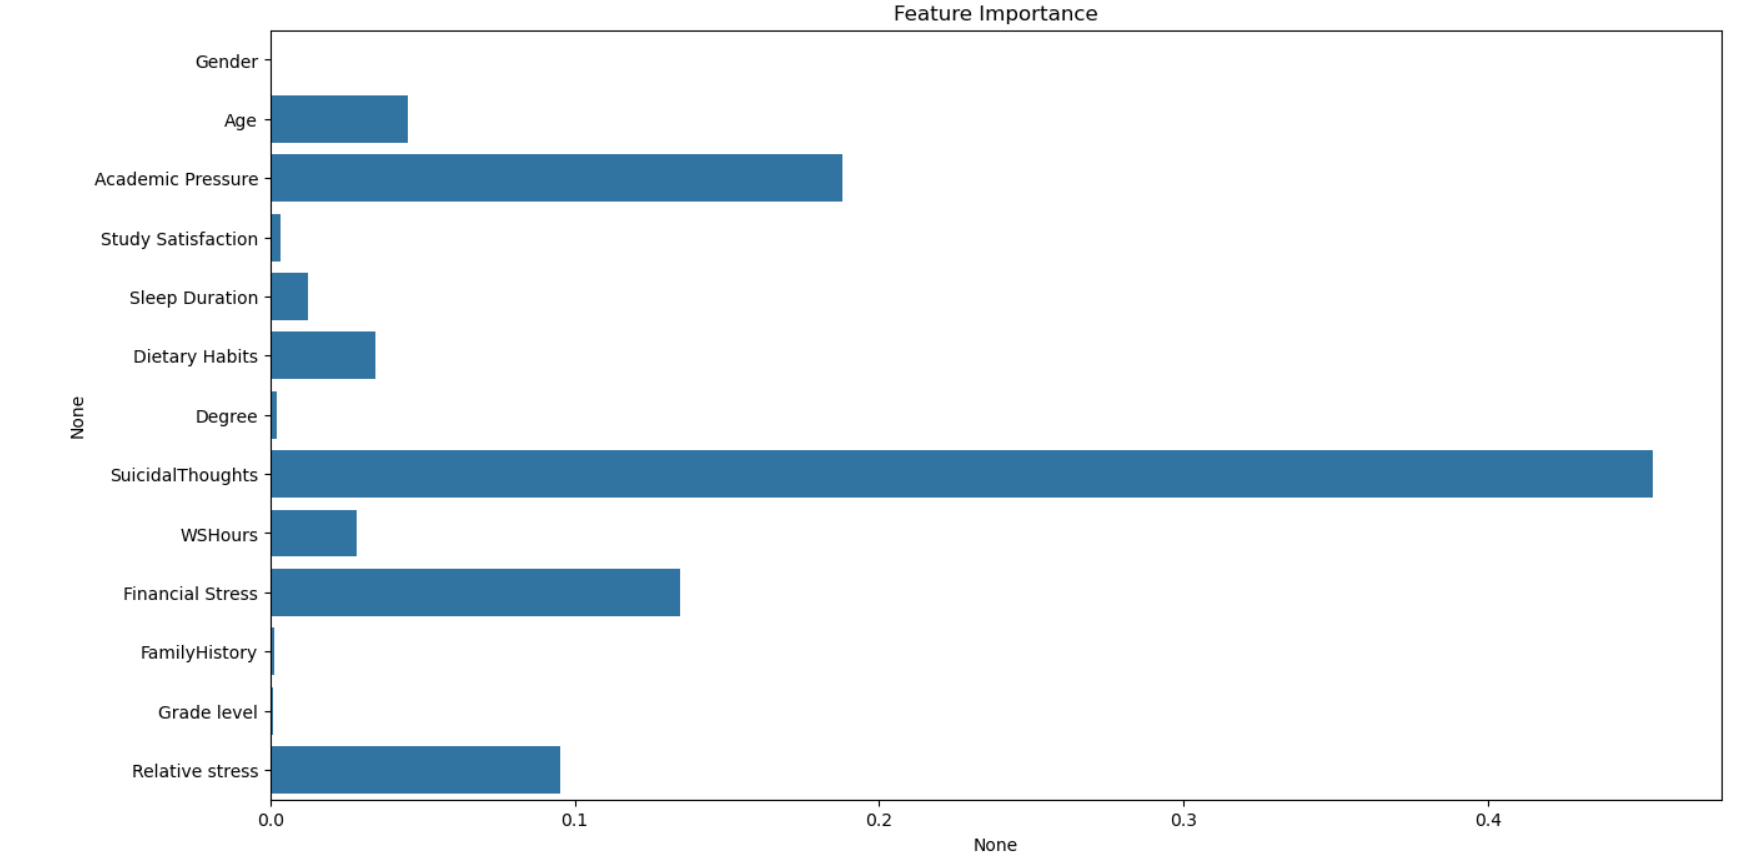 Feature Importance
Gender
Age
Academic Pressure
Study Satisfaction
Sleep Duration
Dietary Habits
Degree
SuicidalThoughts
WSHours
Financial Stress
FamilyHistory
Grade level
Relative stress
None
0.0 0.1 0.2 0.3 0.4
None